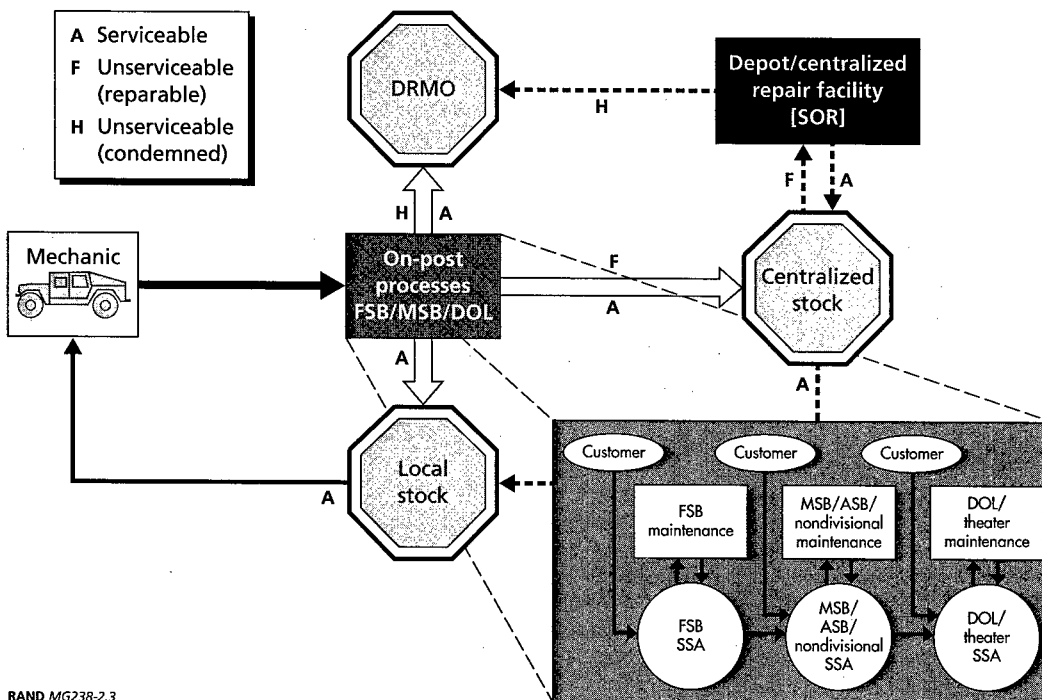 A Serviceable
F Unserviceable
(reparable)
H Unserviceable
(condemned)
DRMO
Depot/centralized
repair facility
[SOR]
H
F
A
H
A
Mechanic
On-post
processes
FSB/MSB/DOL
F
A
Centralized
stock
A
A
Local
stock
A
Customer
Customer
Customer
FSB
maintenance
MSB/ASB/
nondivisional
maintenance
DOL/
theater
maintenance
FSB
SSA
MSB/
ASB/
nondivisional
SSA
DOL/
theater
SSA
RAND MG238-2.3